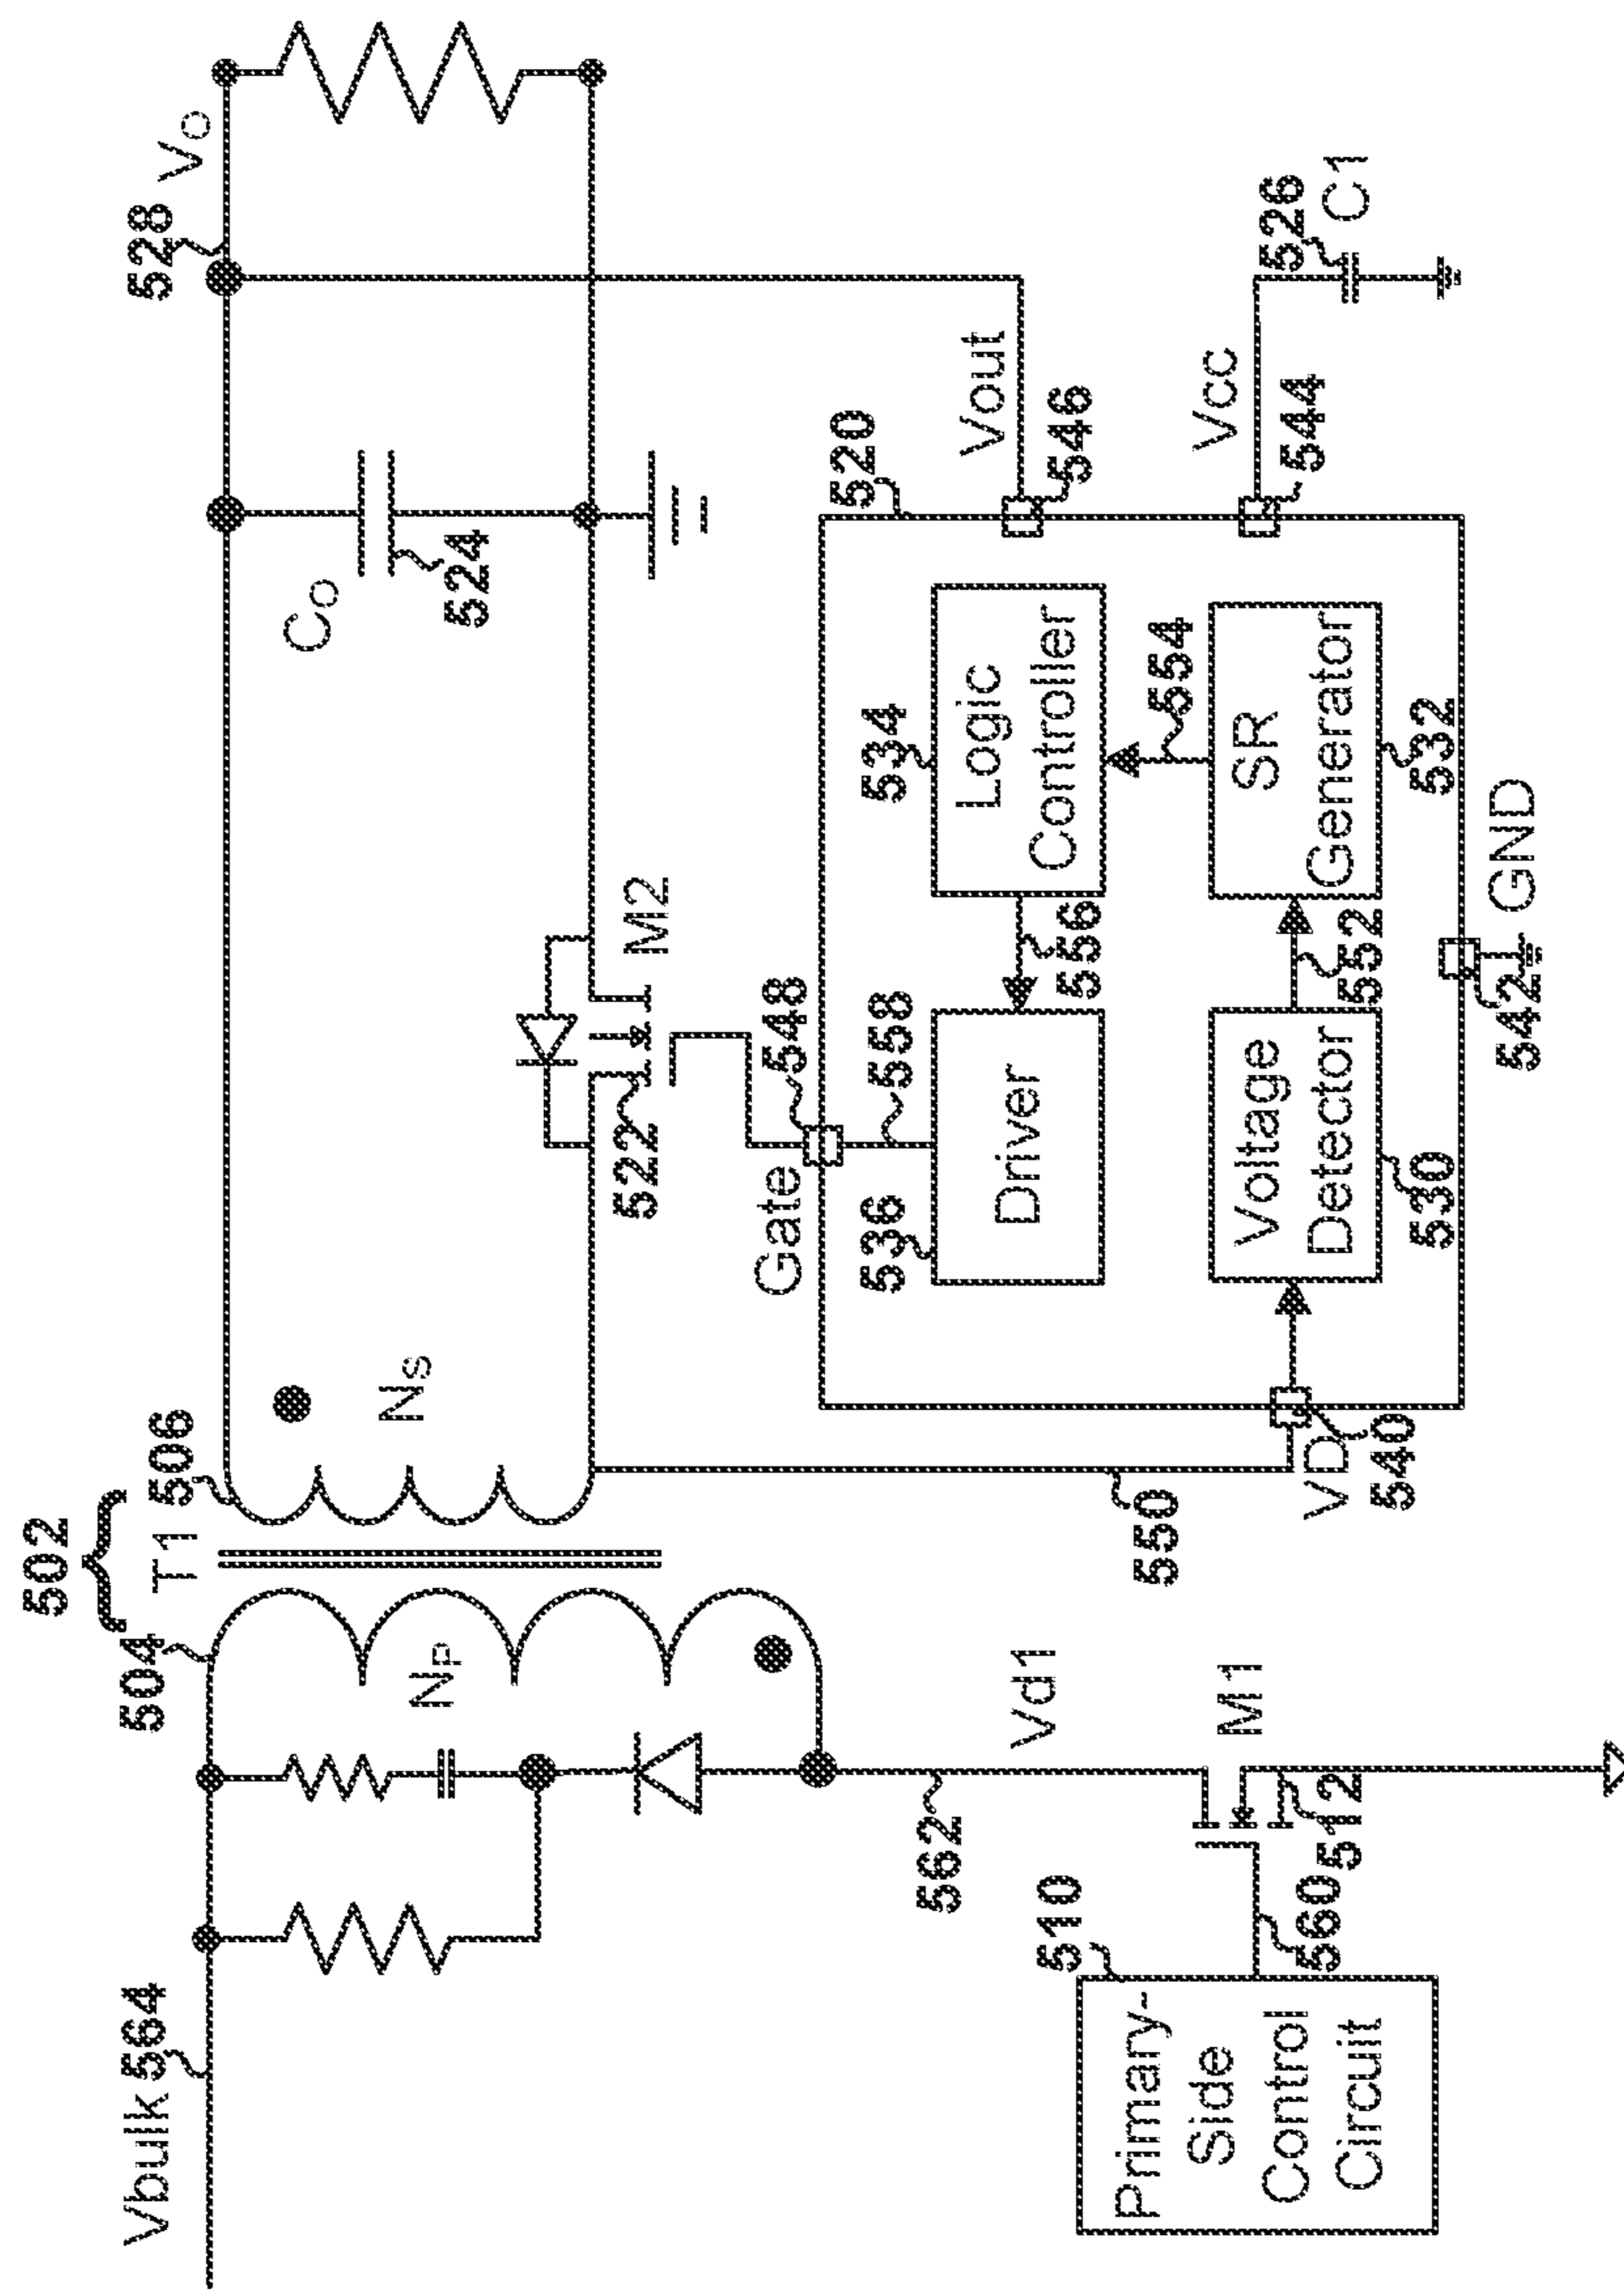 Vbulk 564
504
502
T1 506
NP
NS
562
Vd1
M1
510
560
512
Primary-
Side
Control
Circuit
528
VO
CO
524
M2
522
Gate
548
520
558
536
Driver
556
534
Logic
Controller
554
Voltage
Detector
530
552
SR
Generator
532
550
VD
540
542
GND
Vout
546
Vcc
544
526
C1